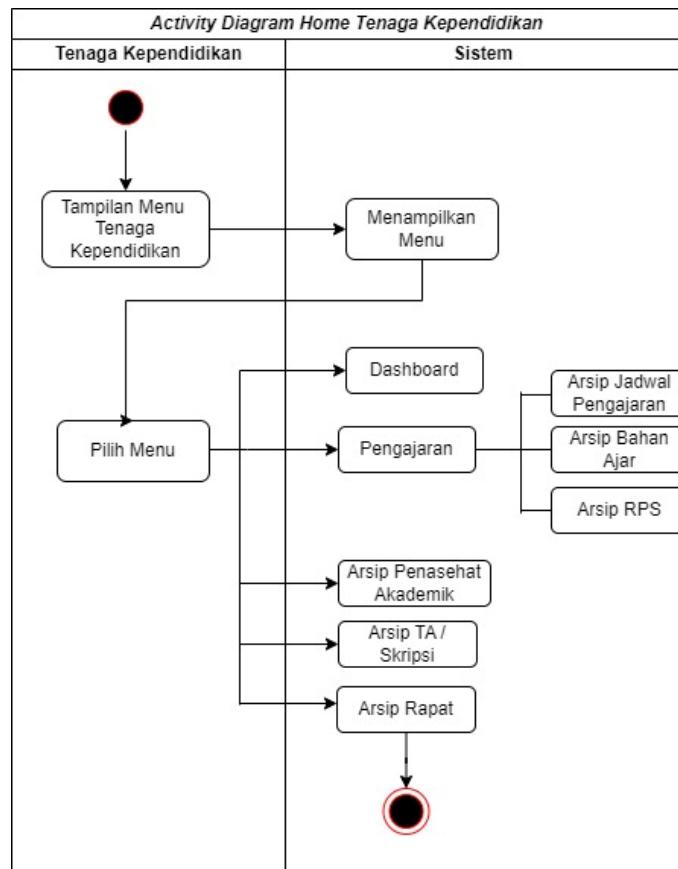 Activity Diagram Home Tenaga Kependidikan
Tenaga Kependidikan
Sistem
Tampilan Menu
Tenaga
Kependidikan
Menampilkan
Menu
Dashboard
Arsip Jadwal
Pengajaran
Pilih Menu
Pengajaran
Arsip Bahan
Ajar
Arsip RPS
Arsip Penasehat
Akademik
Arsip TA /
Skripsi
Arsip Rapat